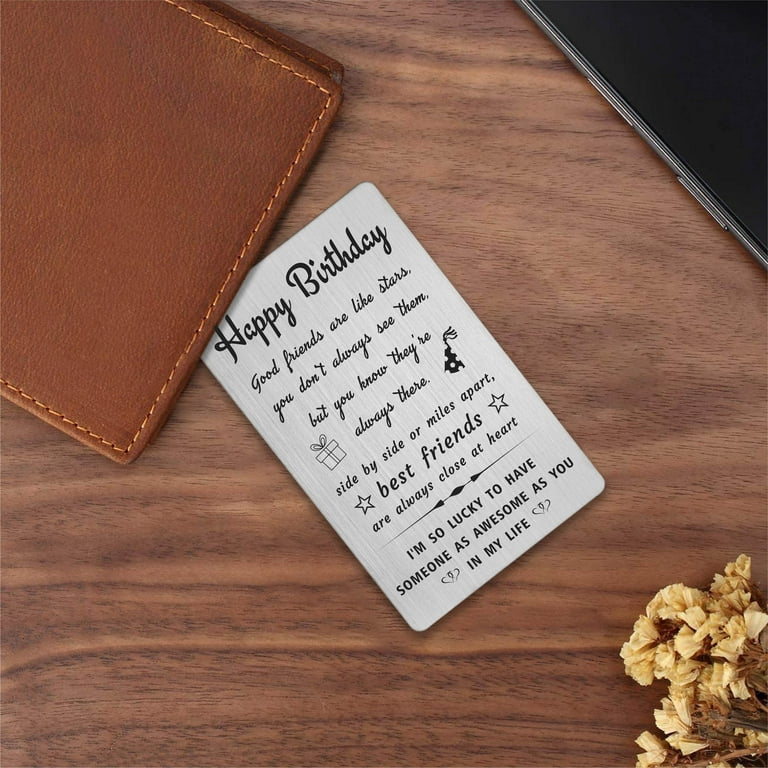 Happy Birthday
Good friends are like stars,
you don't always see them,
but you know they're
always there.
side by side or miles apart,
best friends
are always close at heart
I'M SO LUCKY TO HAVE
SOMEONE AS AWESOME AS YOU
IN MY LIFE